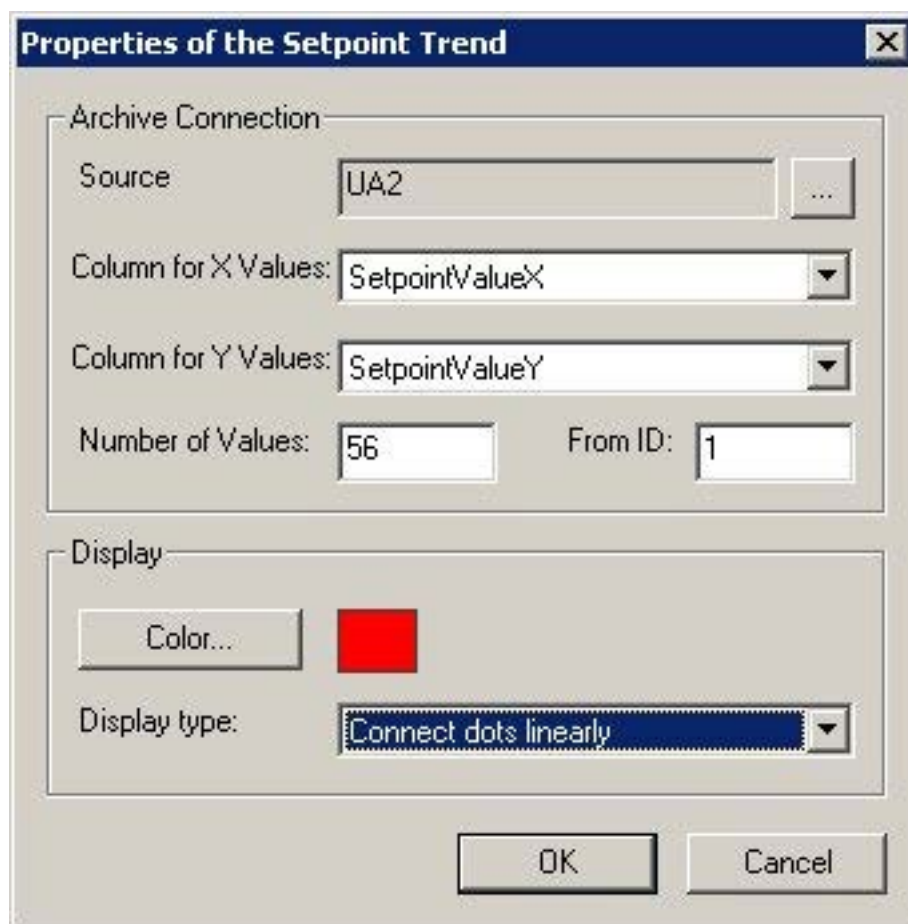 Properties of the Setpoint Trend
Archive Connection
Source UA2 ...
Column for X Values: SetpointValueX
Column for Y Values: SetpointValueY
Number of Values: 56 From ID: 1
Display
Color...
Display type: Connect dots linearly
OK Cancel